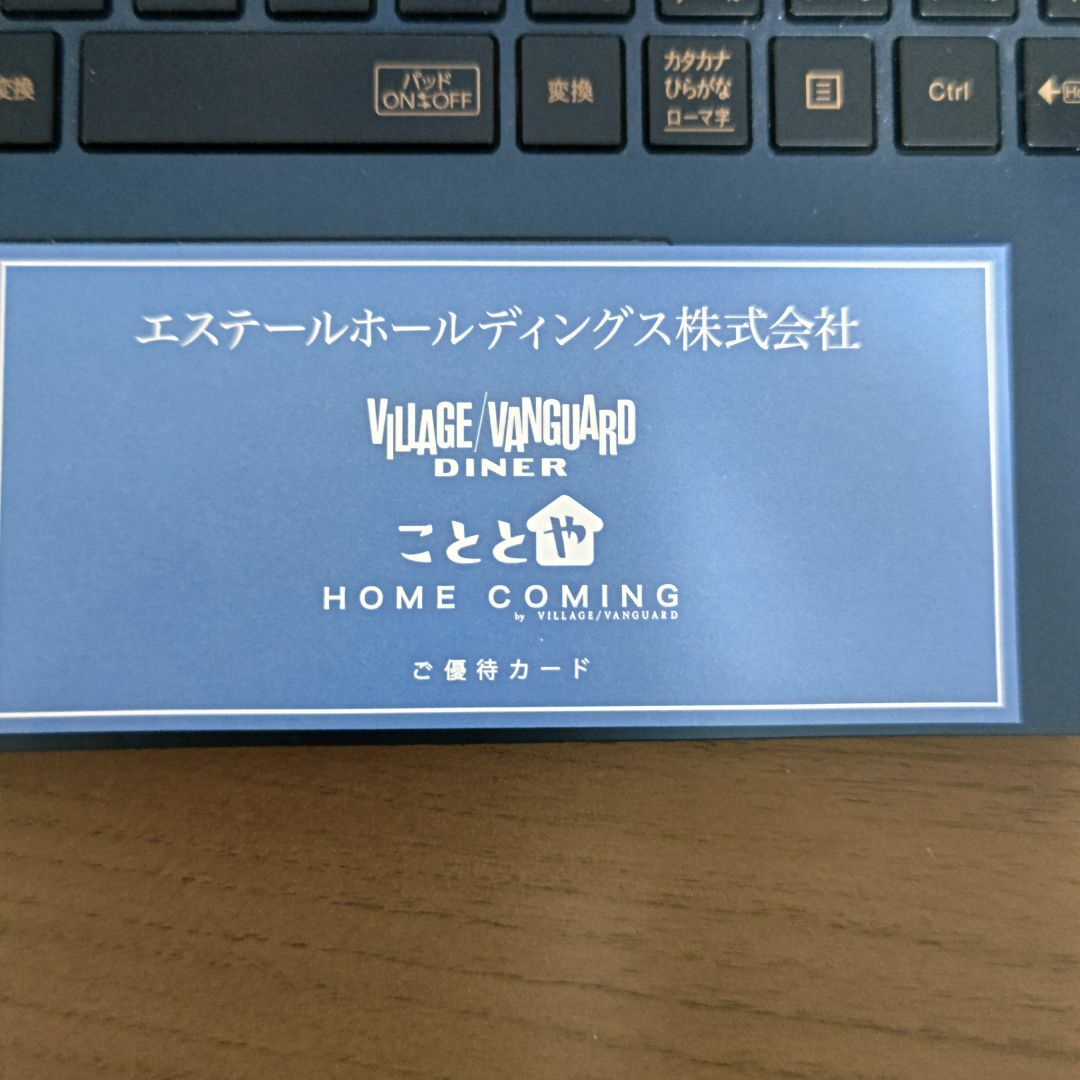 変換
パッド
ON⇆OFF
変換
カタカナ
ひらがな
ローマ字
Ctrl
エステールホールディングス株式会社
VILLAGE/VANGUARD
DINER
こととや
HOME COMING
by VILLAGE/VANGUARD
ご優待カード